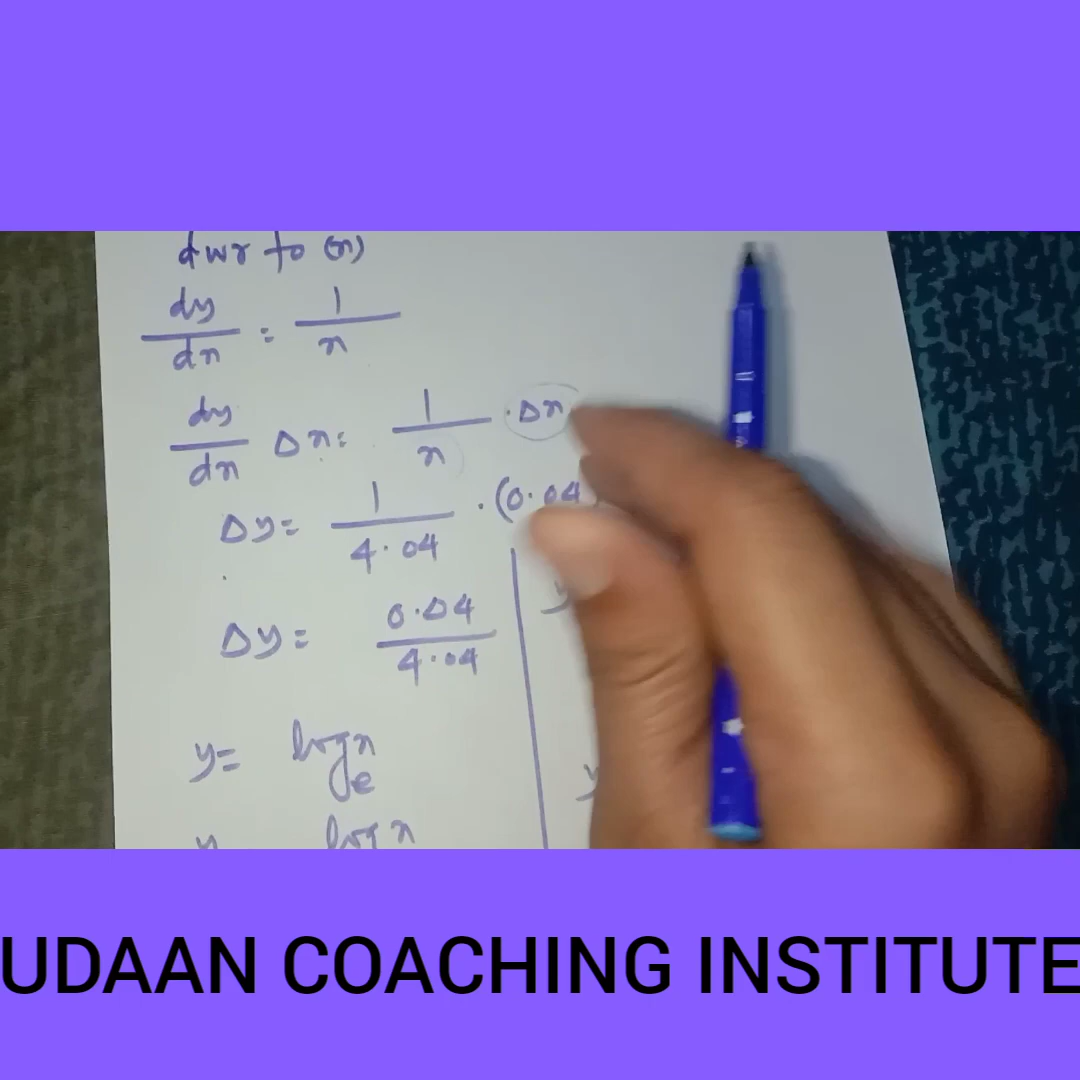 dwr to (x)
dy/dx = 1/x
dy/dx Δx = 1/x · Δx
Δy = 1/4.04 · (0.04)
Δy = 0.04/4.04
y
y = log x e
y
y log x
UDAAN COACHING INSTITUTE